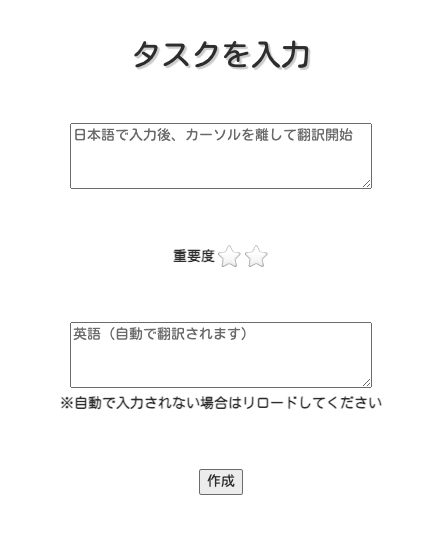 タスクを入力
日本語で入力後、カーソルを離して翻訳開始
重要度
英語（自動で翻訳されます）
※自動で入力されない場合はリロードしてください
作成